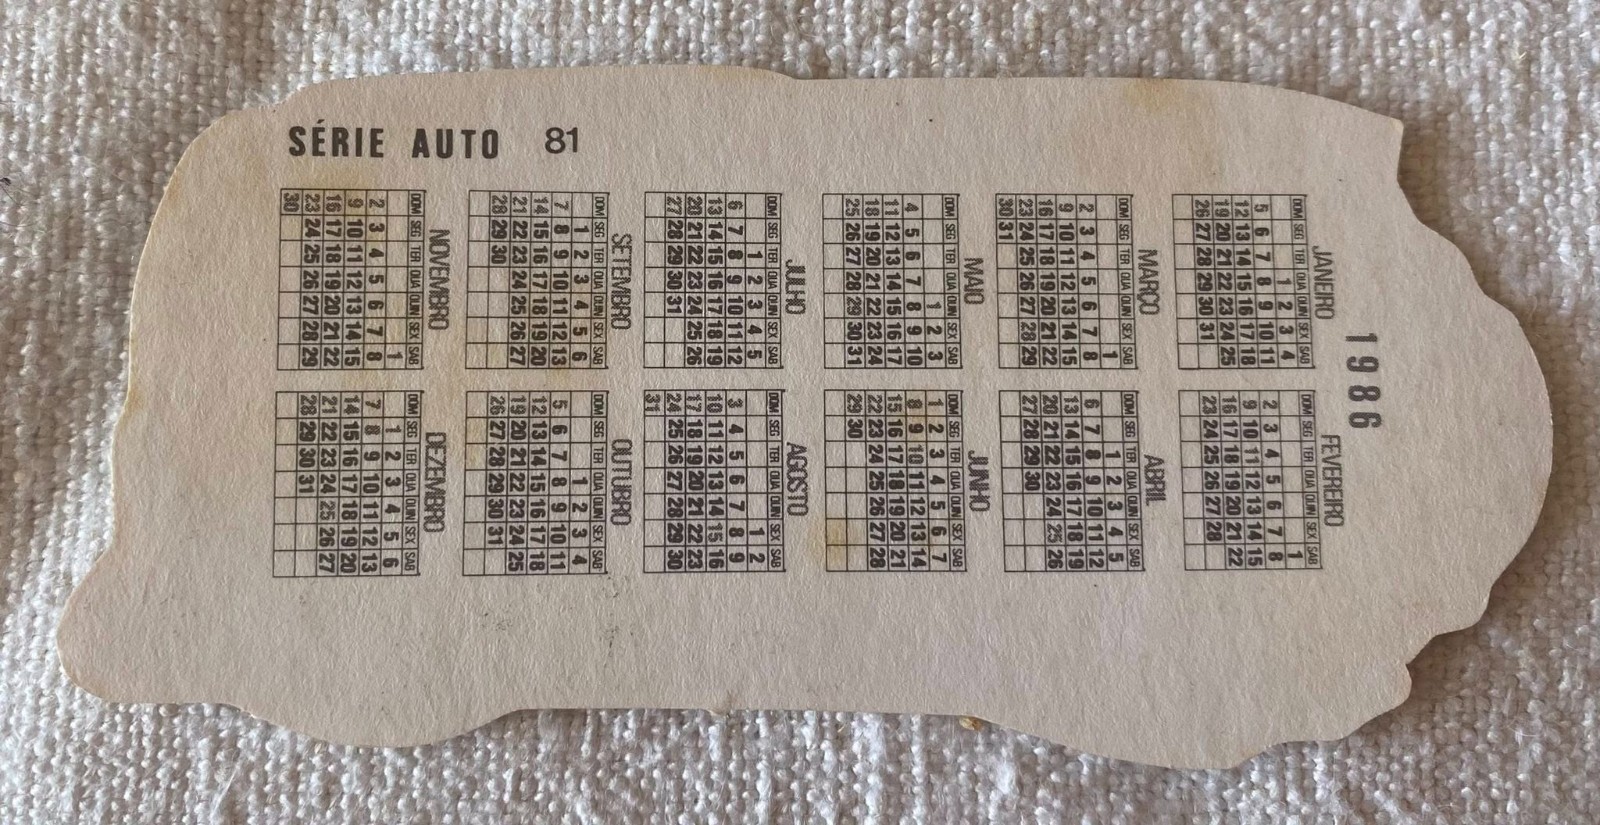 SÉRIE AUTO 81
1986
JANEIRO
DOM SEG TER QUA QUIN SEX SAB
1 2 3 4
5 6 7 8 9 10 11
12 13 14 15 16 17 18
19 20 21 22 23 24 25
26 27 28 29 30 31
FEVEREIRO
DOM SEG TER QUA QUIN SEX SAB
1
2 3 4 5 6 7 8
9 10 11 12 13 14 15
16 17 18 19 20 21 22
23 24 25 26 27 28
MARÇO
DOM SEG TER QUA QUIN SEX SAB
1
2 3 4 5 6 7 8
9 10 11 12 13 14 15
16 17 18 19 20 21 22
23 24 25 26 27 28 29
30 31
ABRIL
DOM SEG TER QUA QUIN SEX SAB
1 2 3 4 5
6 7 8 9 10 11 12
13 14 15 16 17 18 19
20 21 22 23 24 25 26
27 28 29 30
MAIO
DOM SEG TER QUA QUIN SEX SAB
1 2 3
4 5 6 7 8 9 10
11 12 13 14 15 16 17
18 19 20 21 22 23 24
25 26 27 28 29 30 31
JUNHO
DOM SEG TER QUA QUIN SEX SAB
1 2 3 4 5 6 7
8 9 10 11 12 13 14
15 16 17 18 19 20 21
22 23 24 25 26 27 28
29 30
JULHO
DOM SEG TER QUA QUIN SEX SAB
1 2 3 4 5
6 7 8 9 10 11 12
13 14 15 16 17 18 19
20 21 22 23 24 25 26
27 28 29 30 31
AGOSTO
DOM SEG TER QUA QUIN SEX SAB
1 2
3 4 5 6 7 8 9
10 11 12 13 14 15 16
17 18 19 20 21 22 23
24 25 26 27 28 29 30
31
SETEMBRO
DOM SEG TER QUA QUIN SEX SAB
1 2 3 4 5 6
7 8 9 10 11 12 13
14 15 16 17 18 19 20
21 22 23 24 25 26 27
28 29 30
OUTUBRO
DOM SEG TER QUA QUIN SEX SAB
1 2 3 4
5 6 7 8 9 10 11
12 13 14 15 16 17 18
19 20 21 22 23 24 25
26 27 28 29 30 31
NOVEMBRO
DOM SEG TER QUA QUIN SEX SAB
1
2 3 4 5 6 7 8
9 10 11 12 13 14 15
16 17 18 19 20 21 22
23 24 25 26 27 28 29
30
DEZEMBRO
DOM SEG TER QUA QUIN SEX SAB
1 2 3 4 5 6
7 8 9 10 11 12 13
14 15 16 17 18 19 20
21 22 23 24 25 26 27
28 29 30 31